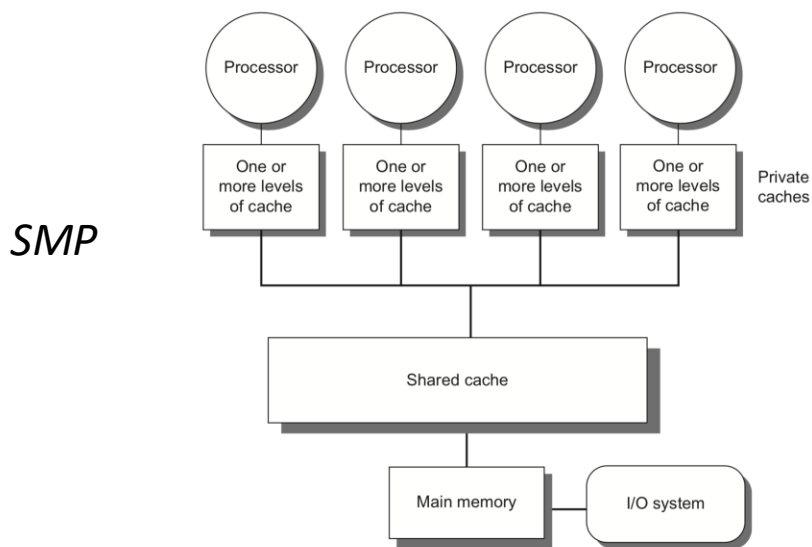 Processor
Processor
Processor
Processor
One or
more levels
of cache
One or
more levels
of cache
One or
more levels
of cache
One or
more levels
of cache
Private
caches
SMP
Shared cache
Main memory
I/O system